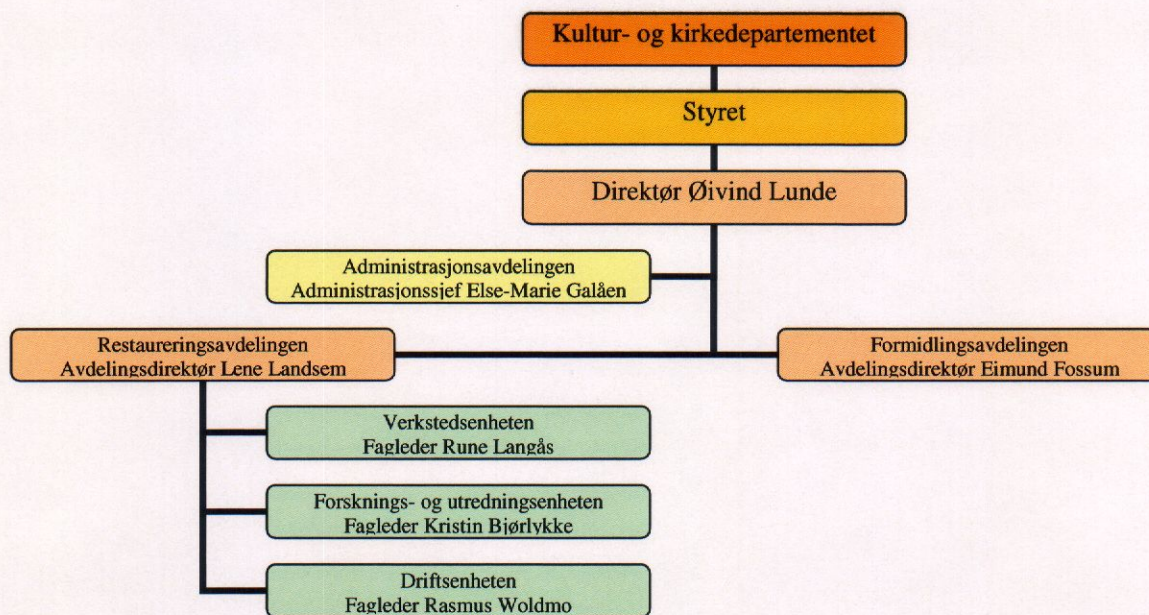 Kultur- og kirkedepartementet
Styret
Direktør Øivind Lunde
Administrasjonsavdelingen
Administrasjonssjef Else-Marie Galåen
Restaureringsavdelingen
Avdelingsdirektør Lene Landsem
Formidlingsavdelingen
Avdelingsdirektør Eimund Fossum
Verkstedsenheten
Fagleder Rune Langås
Forsknings- og utredningsenheten
Fagleder Kristin Bjørlykke
Driftsenheten
Fagleder Rasmus Woldmo